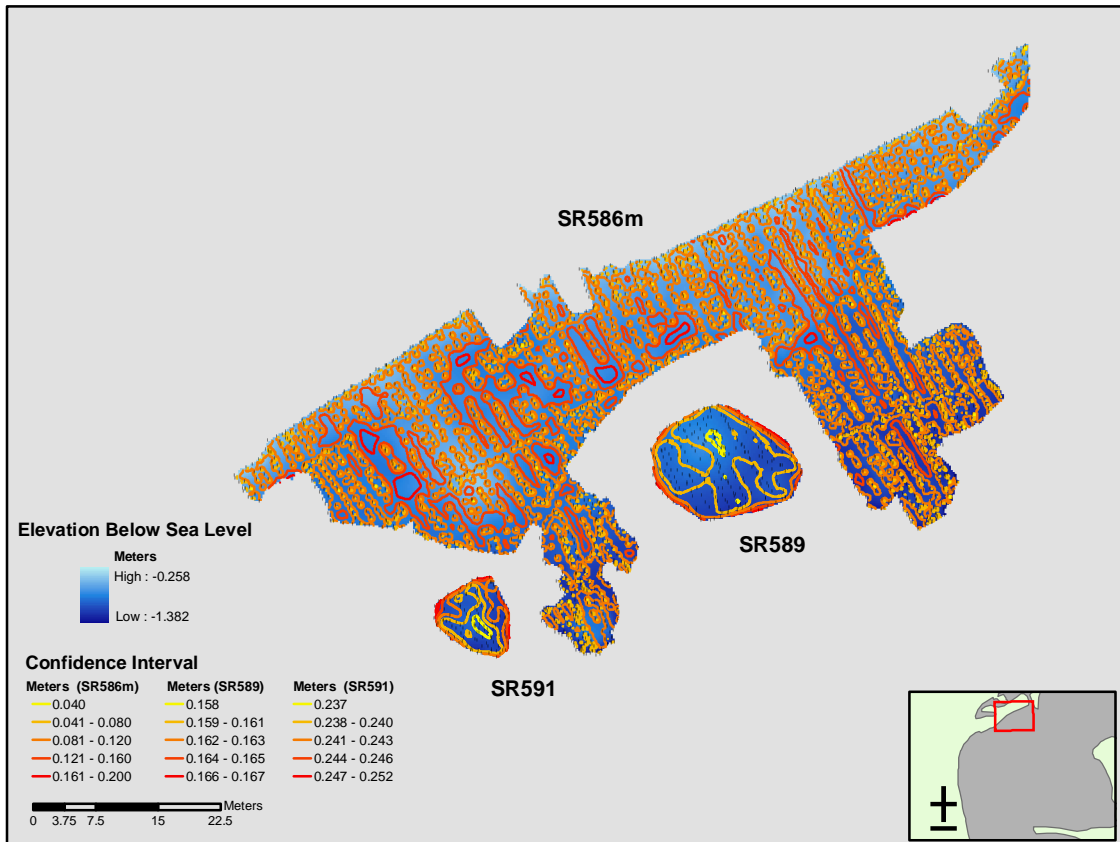 SR586m
SR589
SR591
Elevation Below Sea Level
Meters
High : -0.258
Low : -1.382
Confidence Interval
Meters (SR586m) Meters (SR589) Meters (SR591)
0.040 0.158 0.237
0.041 - 0.080 0.159 - 0.161 0.238 - 0.240
0.081 - 0.120 0.162 - 0.163 0.241 - 0.243
0.121 - 0.160 0.164 - 0.165 0.244 - 0.246
0.161 - 0.200 0.166 - 0.167 0.247 - 0.252
Meters
0 3.75 7.5 15 22.5